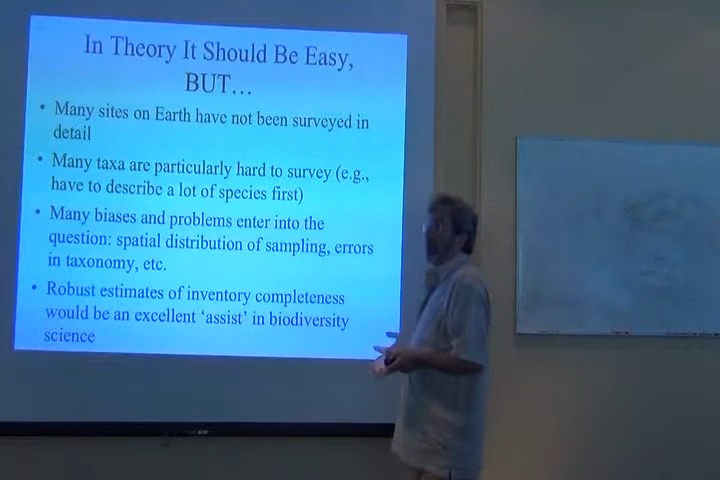 In Theory It Should Be Easy,
BUT…
• Many sites on Earth have not been surveyed in
detail
• Many taxa are particularly hard to survey (e.g.,
have to describe a lot of species first)
• Many biases and problems enter into the
question: spatial distribution of sampling, errors
in taxonomy, etc.
• Robust estimates of inventory completeness
would be an excellent ‘assist’ in biodiversity
science